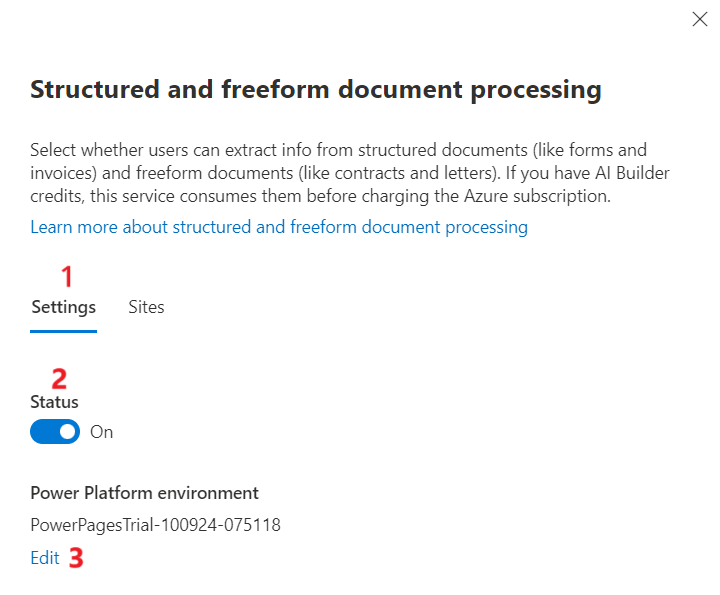 Structured and freeform document processing
Select whether users can extract info from structured documents (like forms and
invoices) and freeform documents (like contracts and letters). If you have AI Builder
credits, this service consumes them before charging the Azure subscription.
Learn more about structured and freeform document processing
1
Settings Sites
2
Status
On
Power Platform environment
PowerPagesTrial-100924-075118
Edit 3